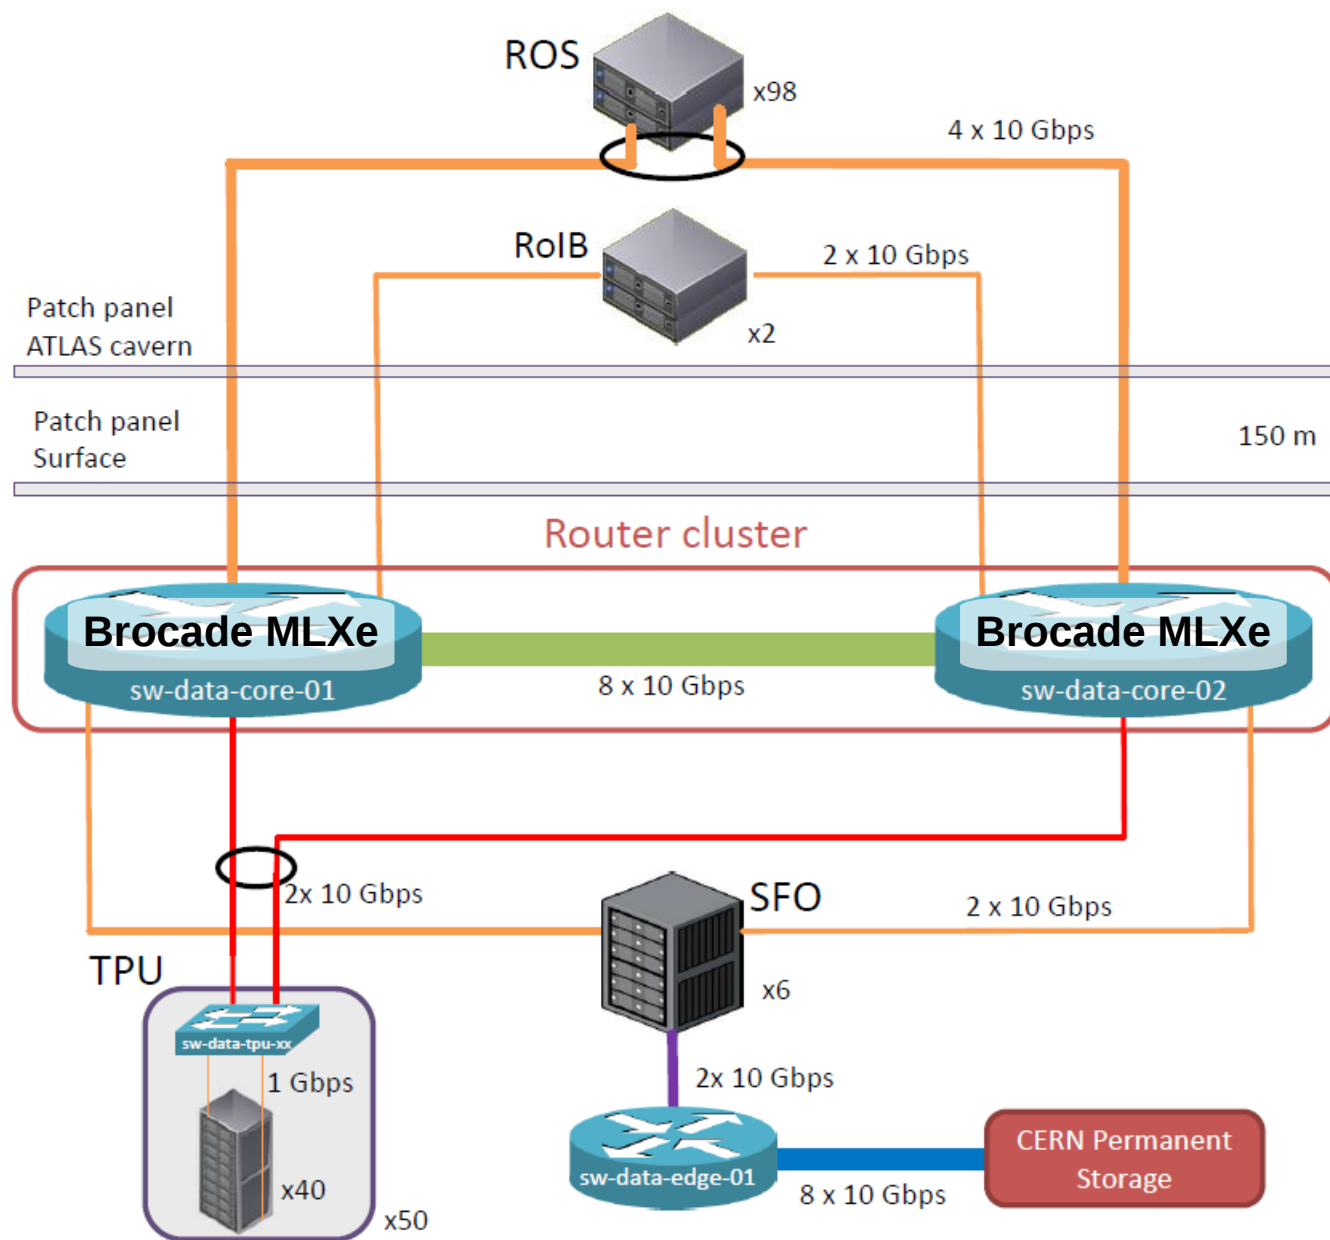 ROS
x98
4 x 10 Gbps
RoIB
2 x 10 Gbps
x2
Patch panel
ATLAS cavern
Patch panel
Surface
150 m
Router cluster
Brocade MLXe
sw-data-core-01
8 x 10 Gbps
Brocade MLXe
sw-data-core-02
2x 10 Gbps
SFO
2 x 10 Gbps
x6
TPU
sw-data-tpu-xx
1 Gbps
x40
x50
2x 10 Gbps
sw-data-edge-01
8 x 10 Gbps
CERN Permanent
Storage